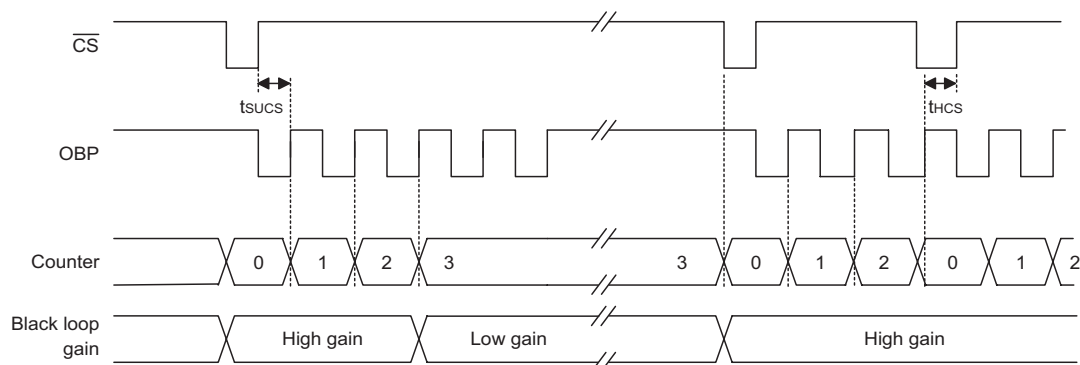 CS
tSUCS
tHCS
OBP
Counter 0 1 2 3 3 0 1 2 0 1 2
Black loop
gain
High gain Low gain High gain